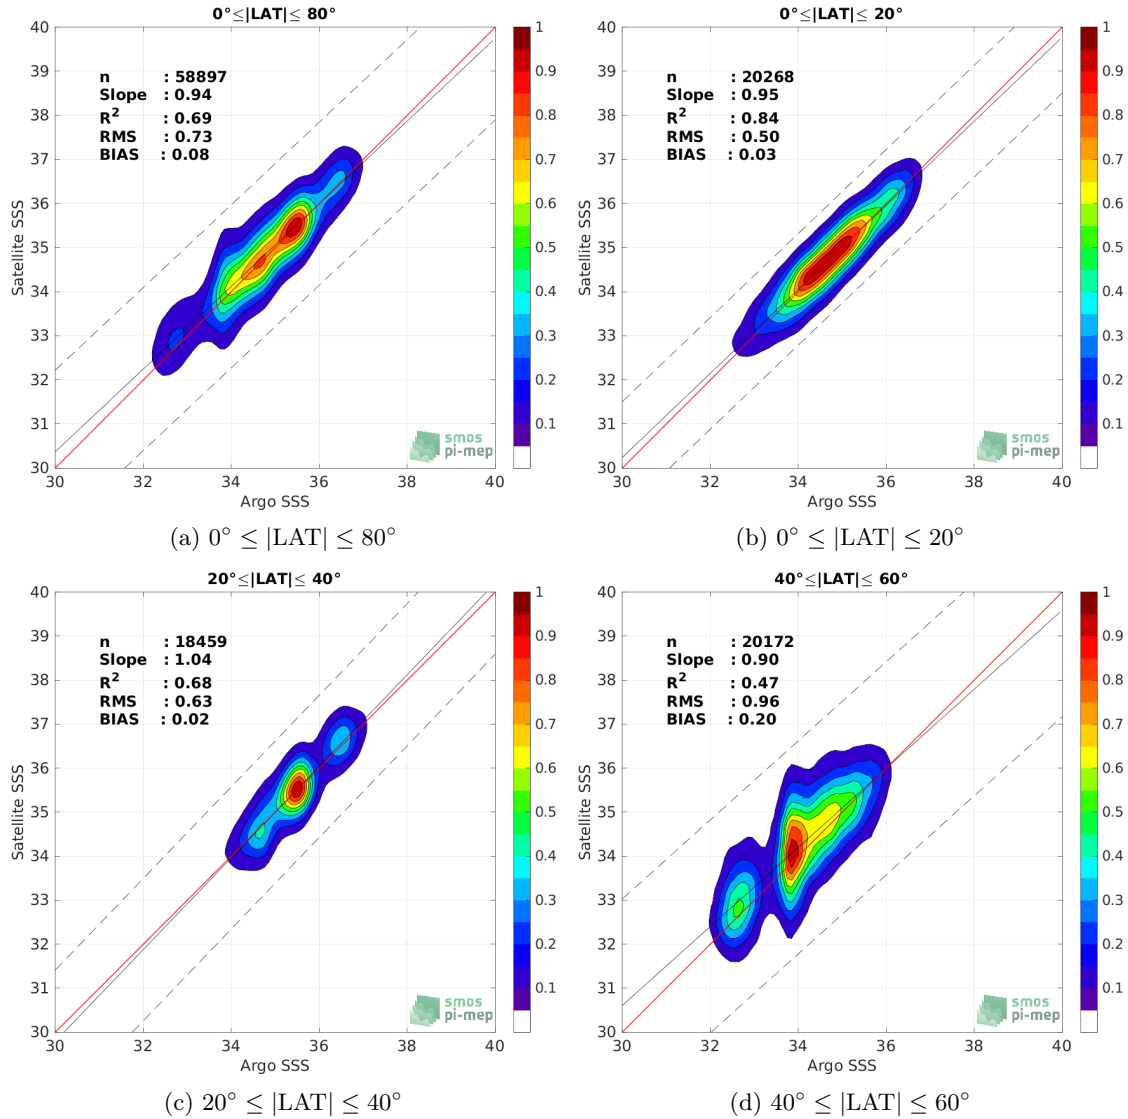 0°≤|LAT|≤ 80°
40
39
38
37
36
35
34
33
32
31
30
Satellite SSS
n : 58897
Slope : 0.94
R² : 0.69
RMS : 0.73
BIAS : 0.08
smos
pi-mep
30 32 34 36 38 40
Argo SSS
1
0.9
0.8
0.7
0.6
0.5
0.4
0.3
0.2
0.1
(a) 0° ≤ |LAT| ≤ 80°
0°≤|LAT|≤ 20°
40
39
38
37
36
35
34
33
32
31
30
Satellite SSS
n : 20268
Slope : 0.95
R² : 0.84
RMS : 0.50
BIAS : 0.03
smos
pi-mep
30 32 34 36 38 40
Argo SSS
1
0.9
0.8
0.7
0.6
0.5
0.4
0.3
0.2
0.1
(b) 0° ≤ |LAT| ≤ 20°
20°≤|LAT|≤ 40°
40
39
38
37
36
35
34
33
32
31
30
Satellite SSS
n : 18459
Slope : 1.04
R² : 0.68
RMS : 0.63
BIAS : 0.02
smos
pi-mep
30 32 34 36 38 40
Argo SSS
1
0.9
0.8
0.7
0.6
0.5
0.4
0.3
0.2
0.1
(c) 20° ≤ |LAT| ≤ 40°
40°≤|LAT|≤ 60°
40
39
38
37
36
35
34
33
32
31
30
Satellite SSS
n : 20172
Slope : 0.90
R² : 0.47
RMS : 0.96
BIAS : 0.20
smos
pi-mep
30 32 34 36 38 40
Argo SSS
1
0.9
0.8
0.7
0.6
0.5
0.4
0.3
0.2
0.1
(d) 40° ≤ |LAT| ≤ 60°